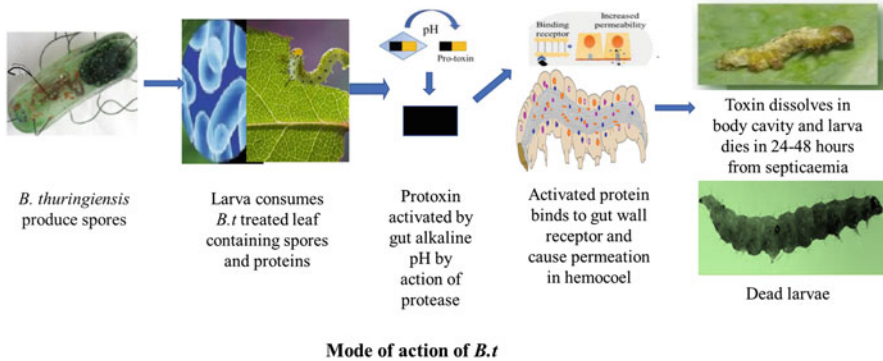 pH
Pro-toxin
Binding
receptor
Increased
permeability
B. thuringiensis
produce spores
Larva consumes
B.t treated leaf
containing spores
and proteins
Protoxin
activated by
gut alkaline
pH by
action of
protease
Activated protein
binds to gut wall
receptor and
cause permeation
in hemocoel
Toxin dissolves in
body cavity and larva
dies in 24-48 hours
from septicaemia
Dead larvae
Mode of action of B.t